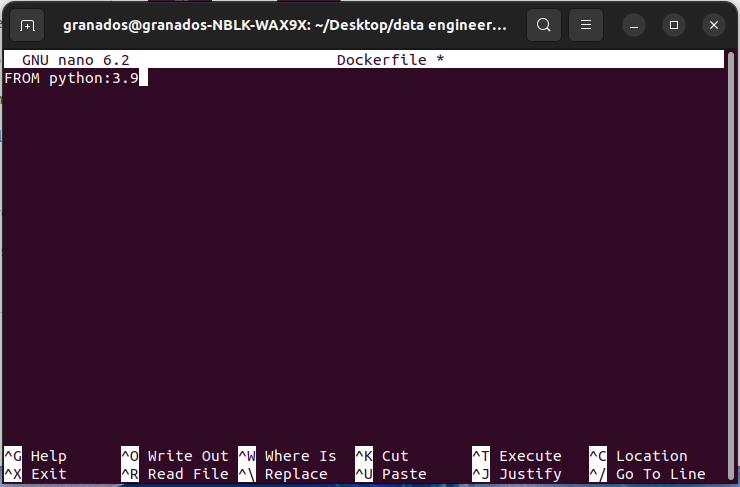 granados@granados-NBLK-WAX9X: ~/Desktop/data engineer...
GNU nano 6.2 Dockerfile *
FROM python:3.9
^G Help ^O Write Out ^W Where Is ^K Cut ^T Execute ^C Location
^X Exit ^R Read File ^\ Replace ^U Paste ^J Justify ^/ Go To Line